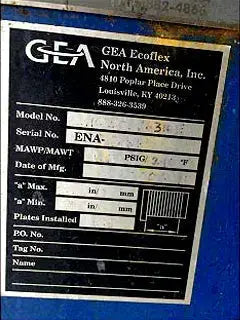 GEA
GEA Ecoflex
North America, Inc.
4810 Poplar Place Drive
Louisville, KY 40213
888-326-3539
Model No. 3
Serial No. ENA-
MAWP/MAWT PSIG/ °F
Date of Mfg.
"a" Max. in/ mm
"a" Min. in/ mm
"a"
Plates Installed
P.O. No.
Tag No.
Name